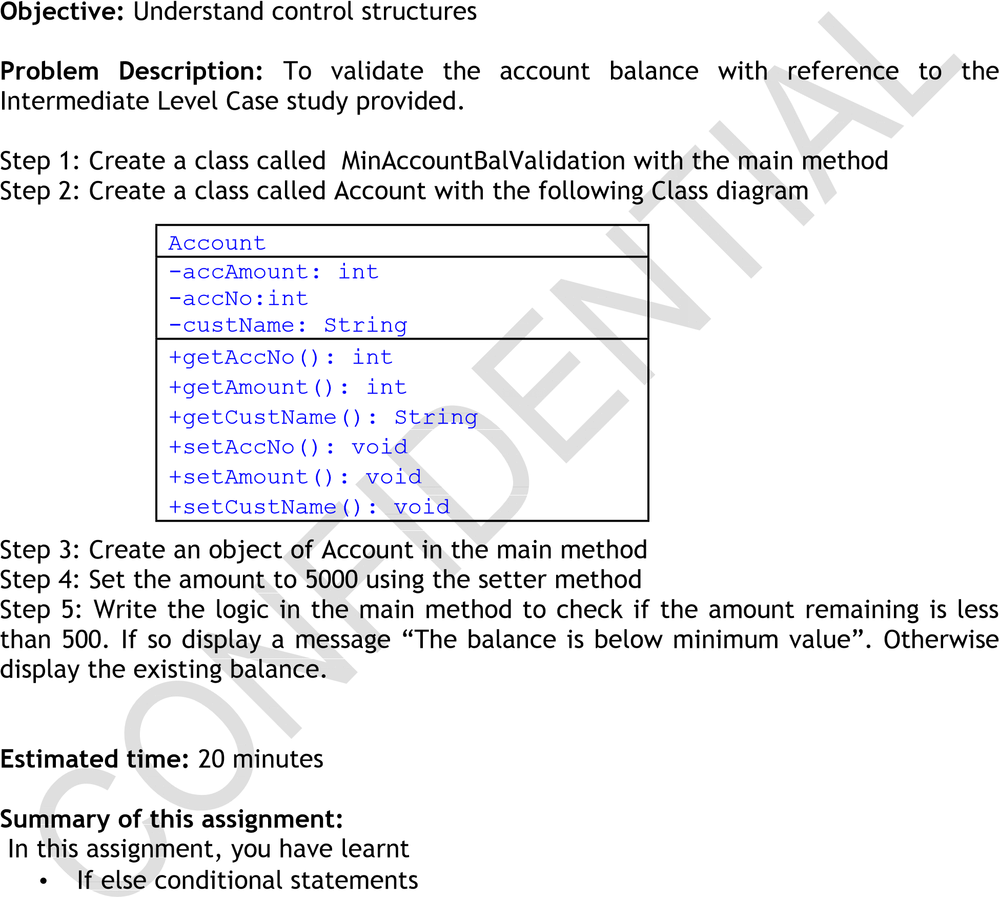 Objective: Understand control structures
Problem Description: To validate the account balance with reference to the
Intermediate Level Case study provided.
Step 1: Create a class called  MinAccountBalValidation with the main method
Step 2: Create a class called Account with the following Class diagram
Account
-accAmount: int
-accNo:int
-custName: String
+getAccNo(): int
+getAmount(): int
+getCustName(): String
+setAccNo(): void
+setAmount(): void
+setCustName(): void
Step 3: Create an object of Account in the main method
Step 4: Set the amount to 5000 using the setter method
Step 5: Write the logic in the main method to check if the amount remaining is less
than 500. If so display a message “The balance is below minimum value”. Otherwise
display the existing balance.
Estimated time: 20 minutes
Summary of this assignment:
In this assignment, you have learnt
• If else conditional statements
CONFIDENTIAL